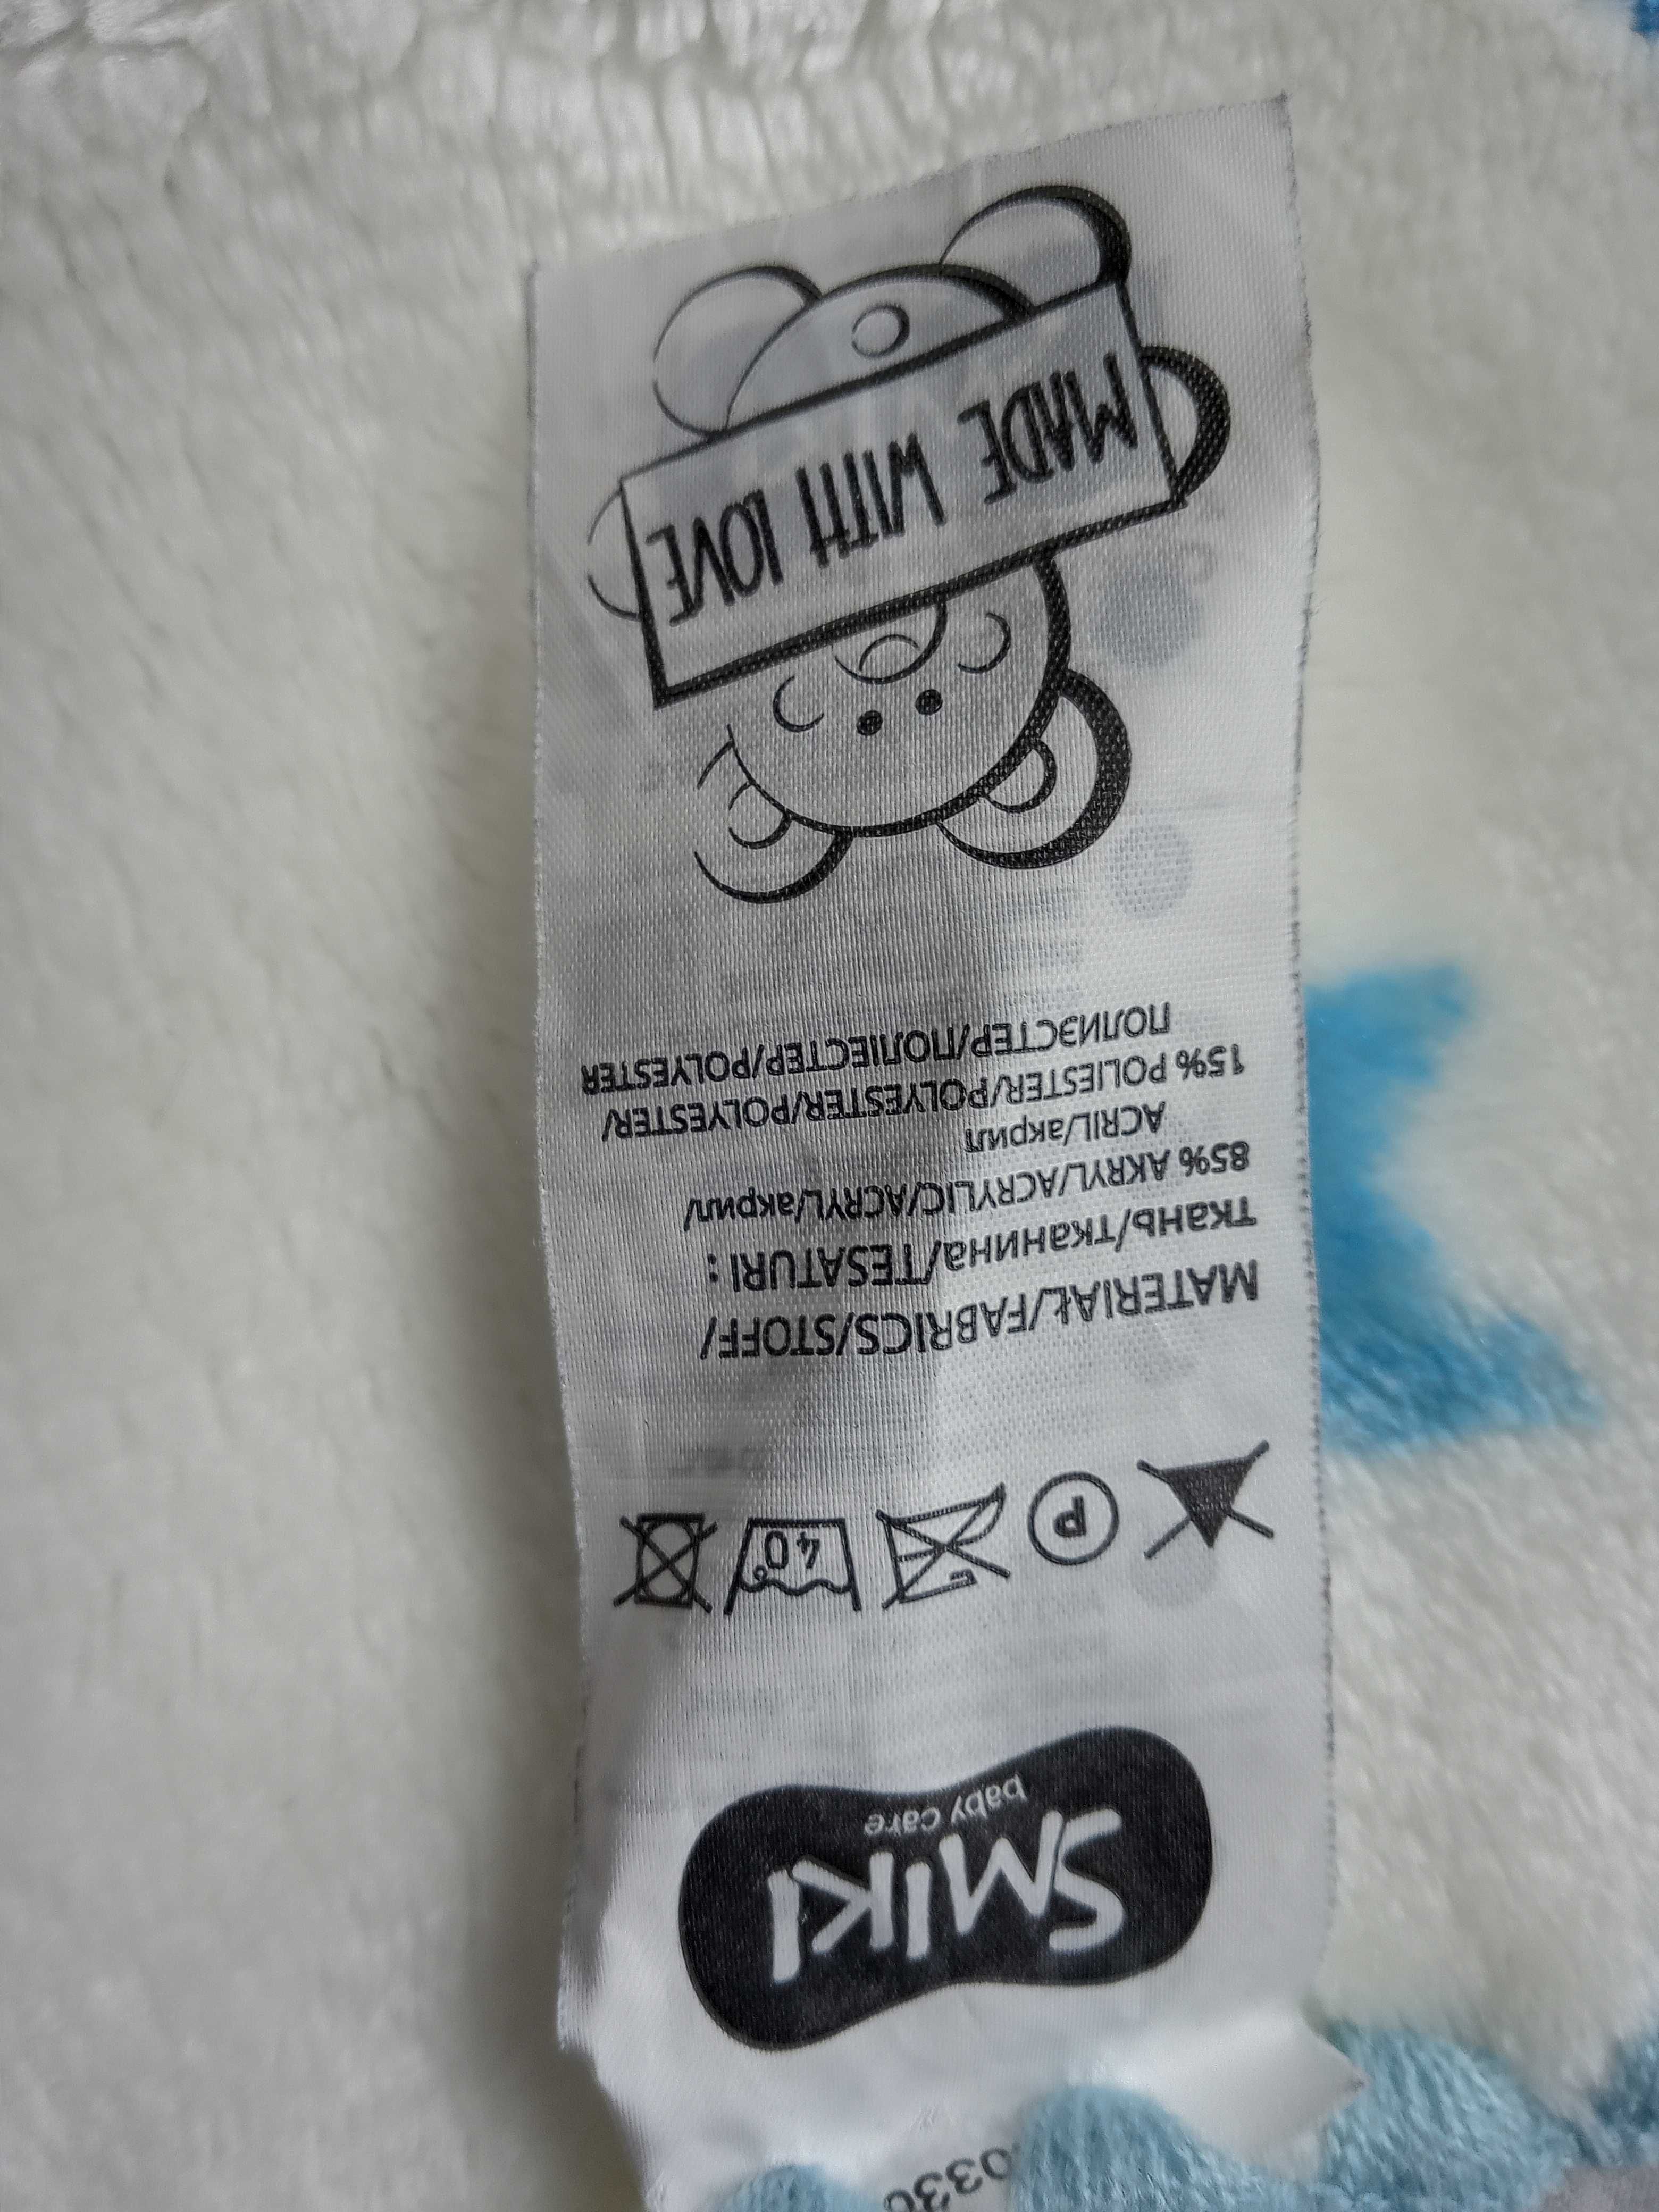 SMIKI
baby care
P
40°
MATERIAŁ/FABRICS/STOFF/
ткань/тканина/TESATURI :
85% AKRYL/ACRYLIC/ACRYL/акрил/
ACRIL/акрил
15% POLIESTER/POLYESTER/POLYESTER/
ПОЛИЭСТЕР/ПОЛІЕСТЕР/POLYESTER
MADE WITH LOVE